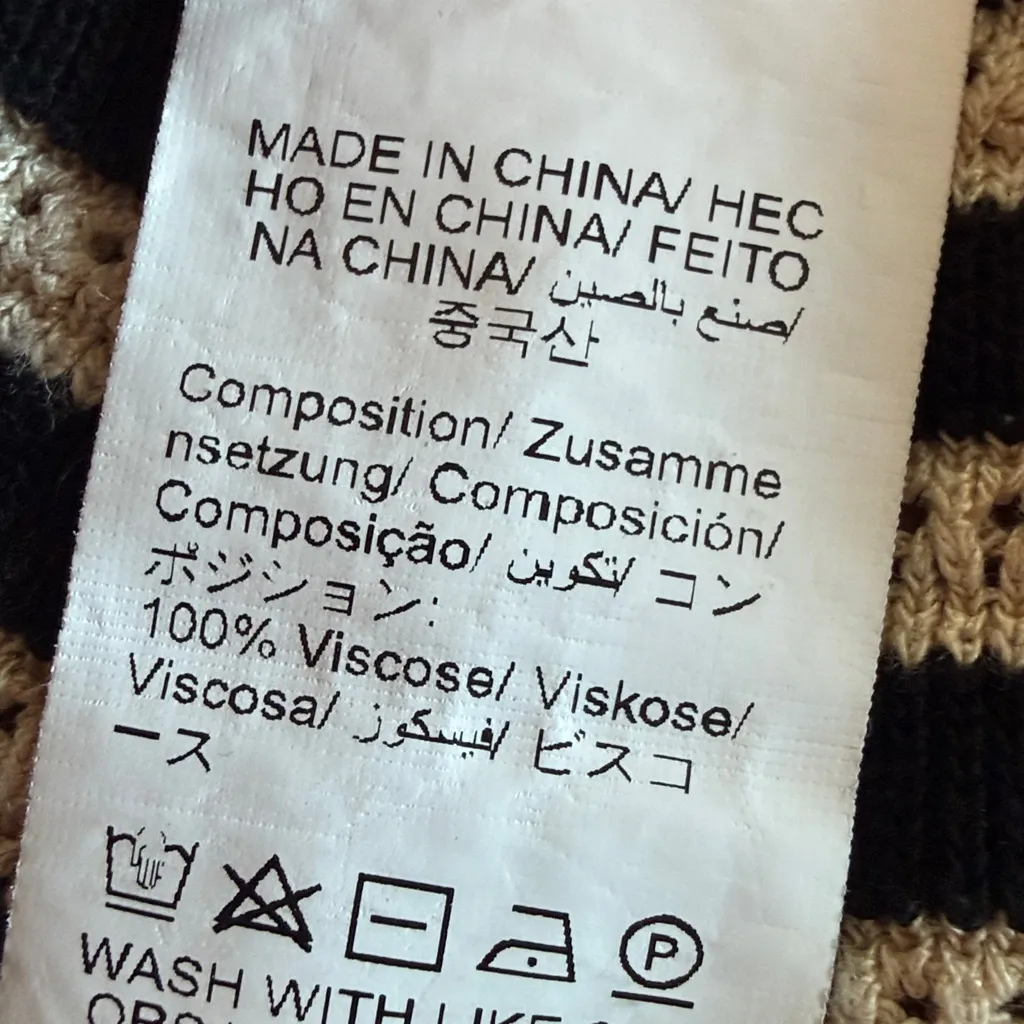 MADE IN CHINA/ HEC
HO EN CHINA/ FEITO
NA CHINA/ صنع بالصين/
중국산
Composition/ Zusamme
nsetzung/ Composición/
Composição/ تكوين/ コン
ポジション:
100% Viscose/ Viskose/
Viscosa/ فيسكوز/ ビスコ
ース
P
WASH WITH LIKE